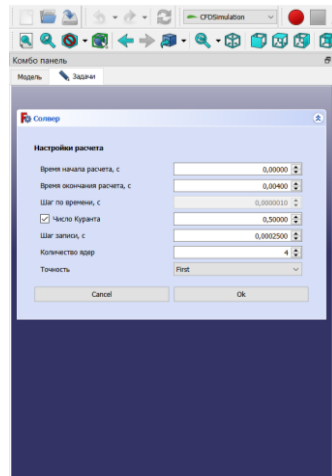 CFDSimulation
Комбо панель
Модель Задачи
Солвер
Настройки расчета
Время начала расчета, с 0,00000
Время окончания расчета, с 0,00400
Шаг по времени, с 0,0000010
Число Куранта 0,50000
Шаг записи, с 0,0002500
Количество ядер 4
Точность First
Cancel Ok